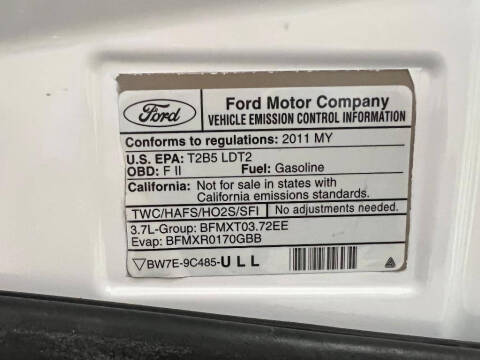 Ford
Ford Motor Company
VEHICLE EMISSION CONTROL INFORMATION
Conforms to regulations: 2011 MY
U.S. EPA: T2B5 LDT2
OBD: F II Fuel: Gasoline
California: Not for sale in states with
California emissions standards.
TWC/HAFS/HO2S/SFI No adjustments needed.
3.7L-Group: BFMXT03.72EE
Evap: BFMXR0170GBB
BW7E-9C485-ULL